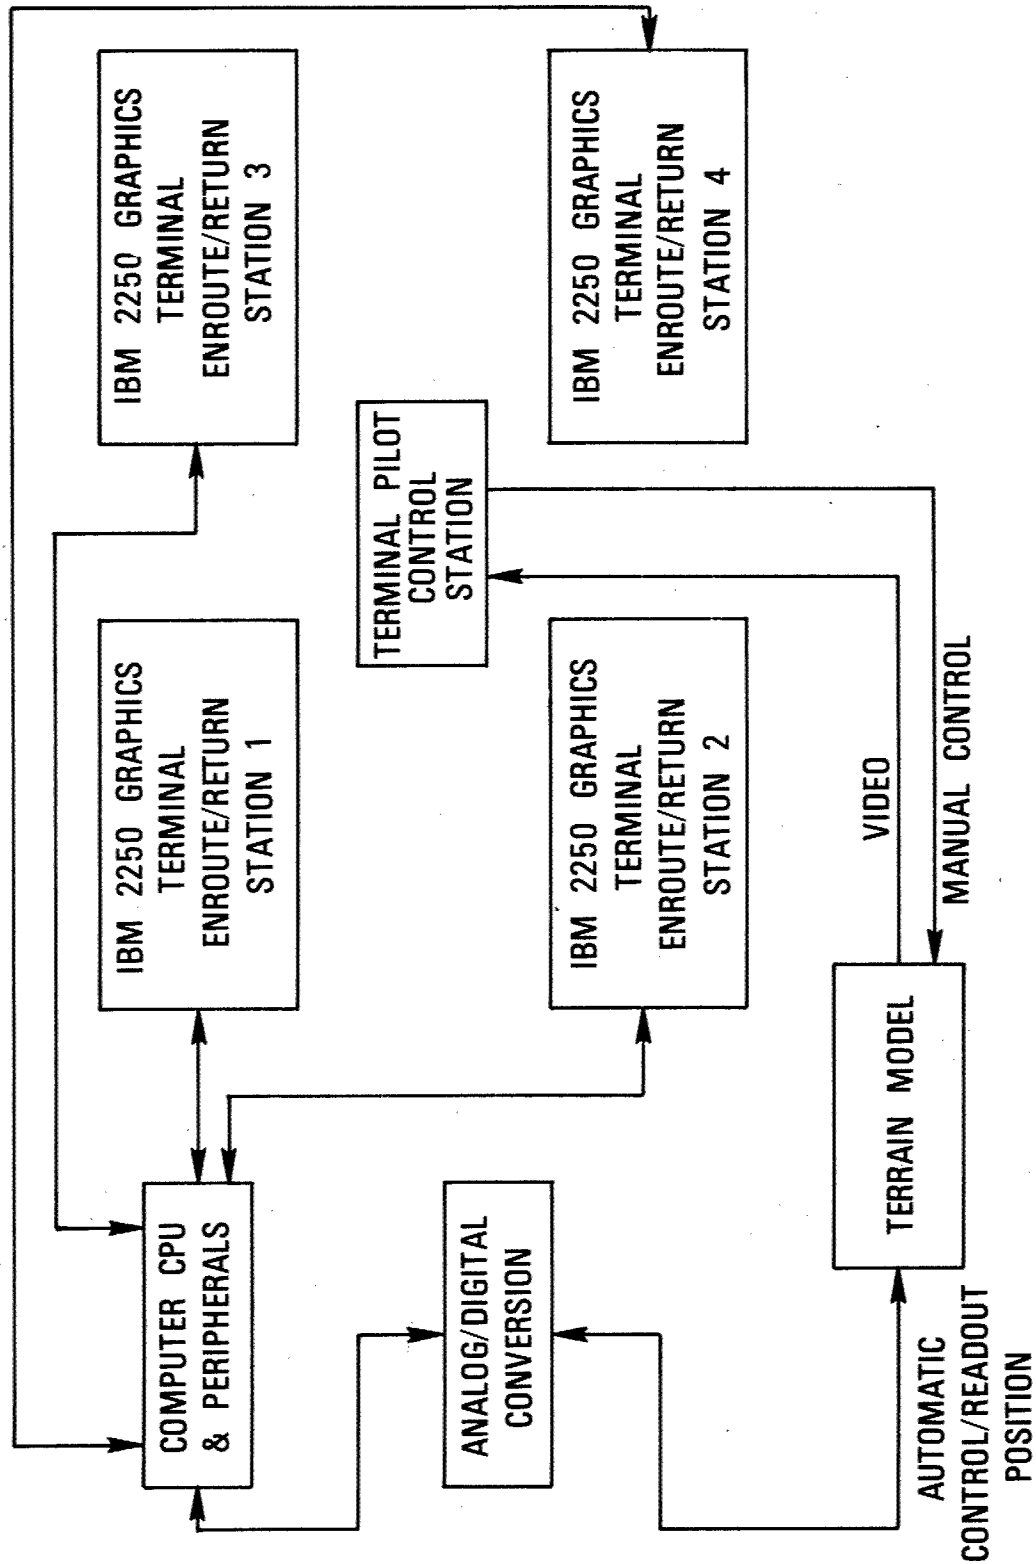 COMPUTER CPU
& PERIPHERALS
IBM 2250 GRAPHICS
TERMINAL
ENROUTE/RETURN
STATION 1
IBM 2250 GRAPHICS
TERMINAL
ENROUTE/RETURN
STATION 3
ANALOG/DIGITAL
CONVERSION
TERMINAL PILOT
CONTROL
STATION
IBM 2250 GRAPHICS
TERMINAL
ENROUTE/RETURN
STATION 2
IBM 2250 GRAPHICS
TERMINAL
ENROUTE/RETURN
STATION 4
TERRAIN MODEL
VIDEO
MANUAL CONTROL
AUTOMATIC
CONTROL/READOUT
POSITION